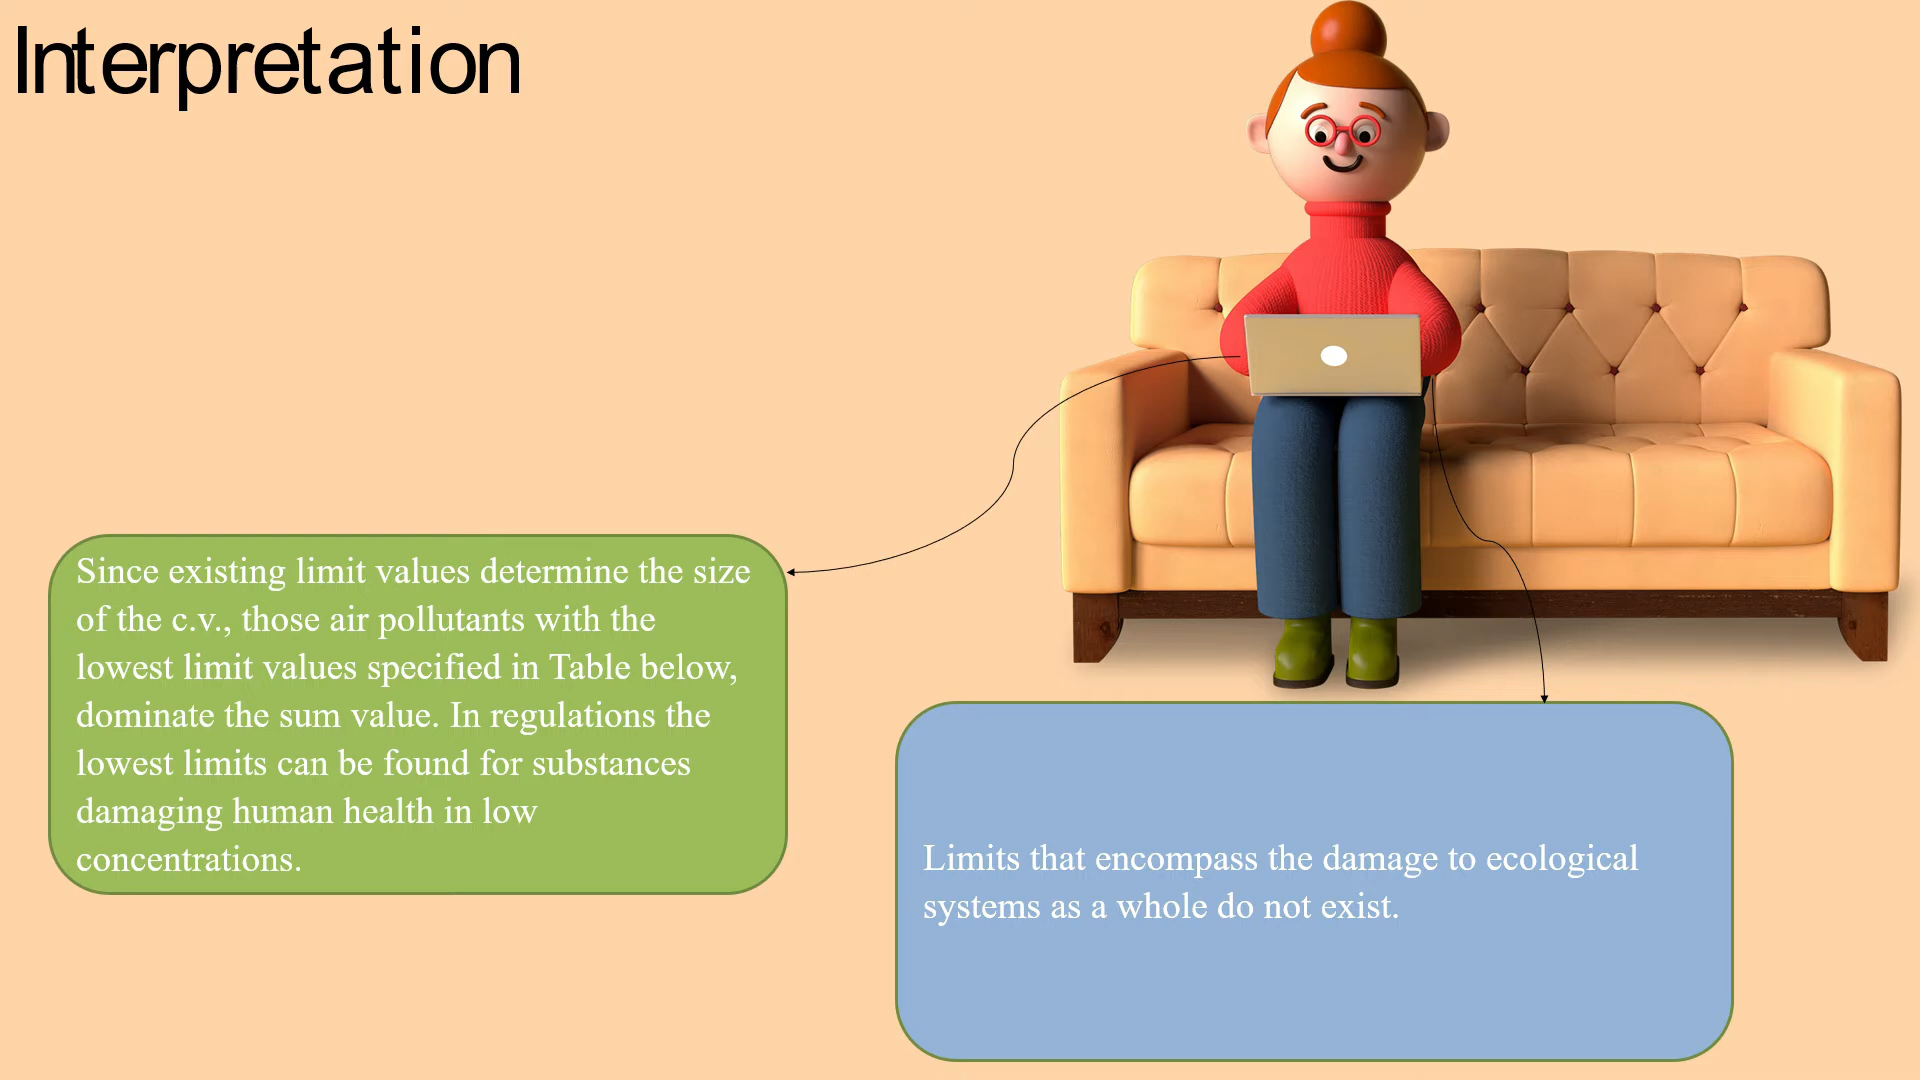 Interpretation
Since existing limit values determine the size
of the c.v., those air pollutants with the
lowest limit values specified in Table below,
dominate the sum value. In regulations the
lowest limits can be found for substances
damaging human health in low
concentrations.
Limits that encompass the damage to ecological
systems as a whole do not exist.